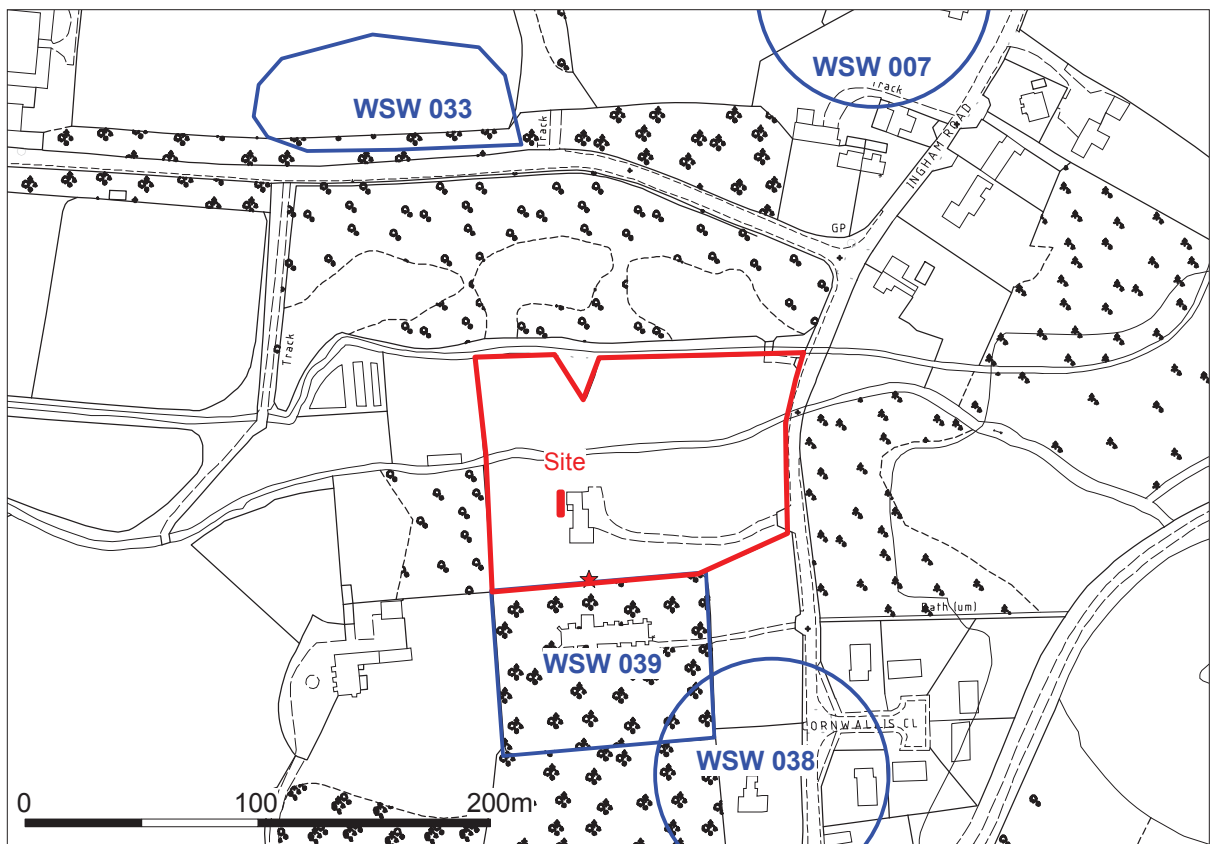 WSW 007
Track
WSW 033
Track
INGHAM ROAD
GP
Track
Site
Path (um)
WSW 039
ORNWALLIS CL
WSW 038
0 100 200m